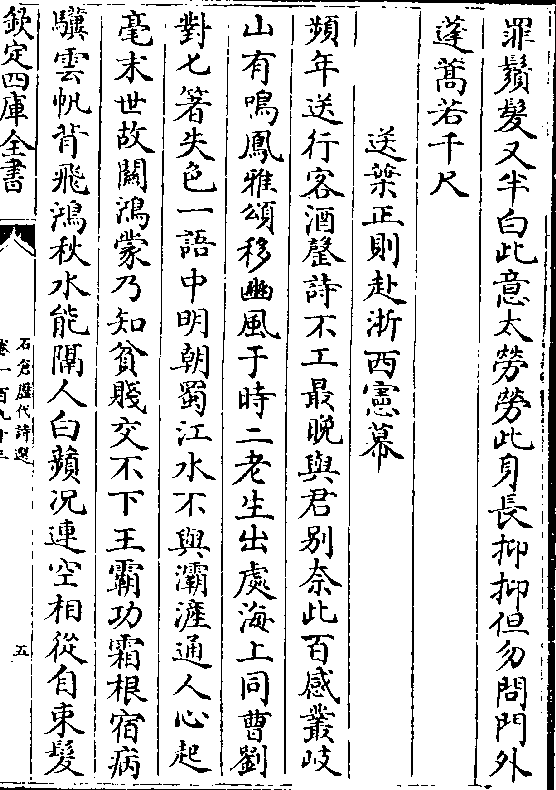 罪鬚髮又半白此意太勞勞此身長抑抑但勿問門外
蓬蒿若干尺
送葉正則赴浙西憲幕
頻年送行客酒罄詩不工最晚與君别奈此百感叢岐
山有鳴鳳雅頌移豳風于時二老生出處海上同曹劉
對七箸失色一語中明朝蜀江水不與灞滻通人心起
毫末世故闗鴻蒙乃知貧賤交不下王霸功霜根宿病
驥雲帆背飛鴻秋水能隔人白蘋况連空相從自束髮
欽定四庫全書
石倉歷代詩選
卷一百九十三
五